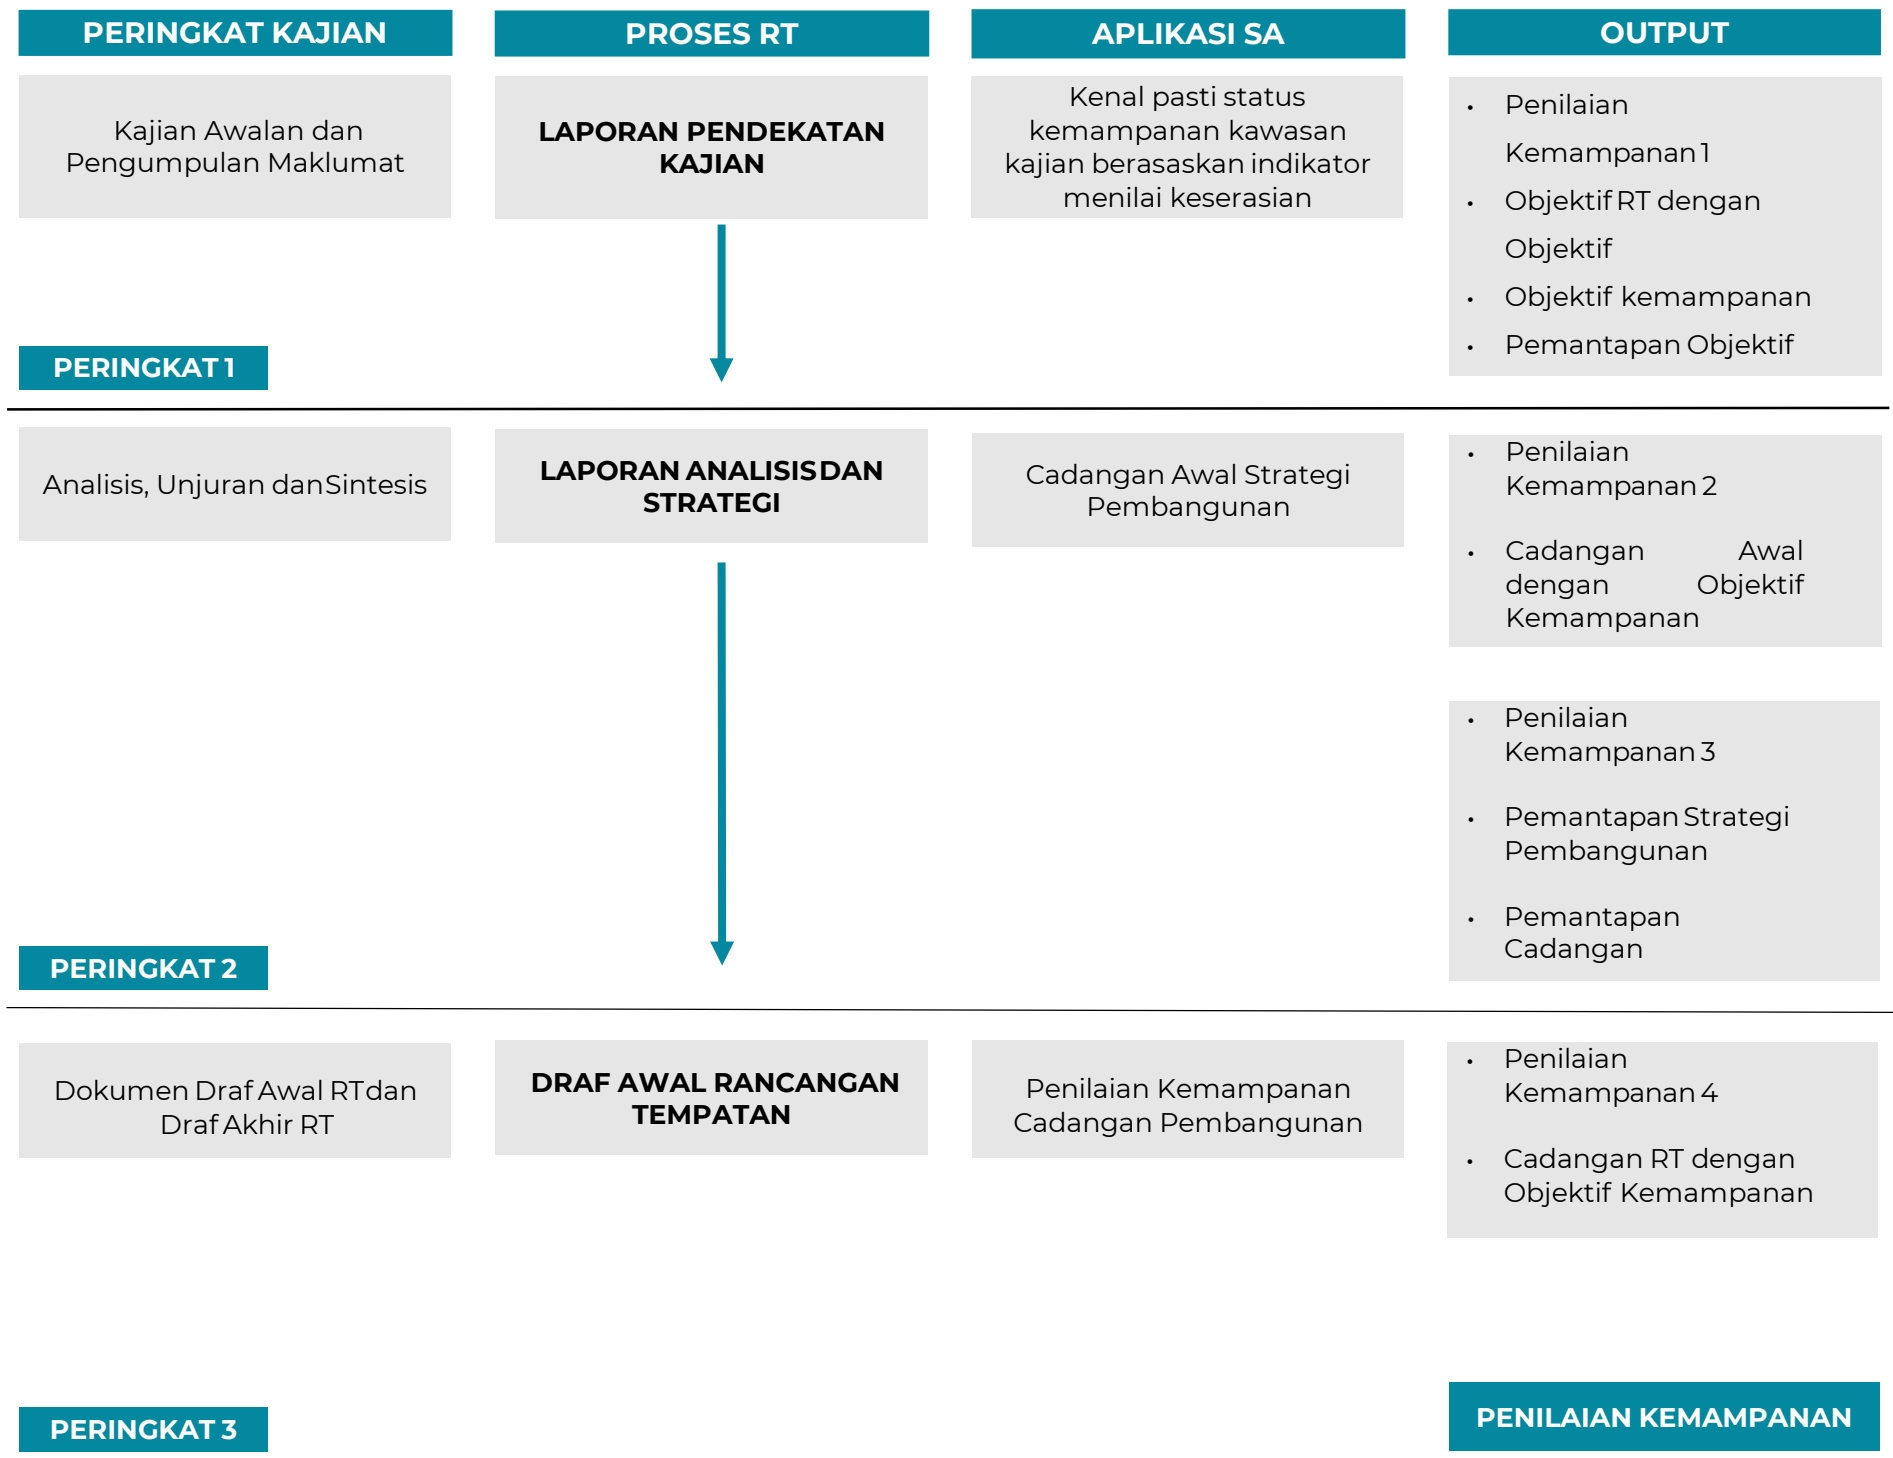 PERINGKAT KAJIAN
PROSES RT
APLIKASI SA
OUTPUT
Kajian Awalan dan
Pengumpulan Maklumat
LAPORAN PENDEKATAN
KAJIAN
Kenal pasti status
kemampanan kawasan
kajian berasaskan indikator
menilai keserasian
• Penilaian
Kemampanan 1
• Objektif RT dengan
Objektif
• Objektif kemampanan
• Pemantapan Objektif
PERINGKAT 1
Analisis, Unjuran dan Sintesis
LAPORAN ANALISIS DAN
STRATEGI
Cadangan Awal Strategi
Pembangunan
• Penilaian
Kemampanan 2
• Cadangan Awal
dengan Objektif
Kemampanan
• Penilaian
Kemampanan 3
• Pemantapan Strategi
Pembangunan
• Pemantapan
Cadangan
PERINGKAT 2
Dokumen Draf Awal RT dan
Draf Akhir RT
DRAF AWAL RANCANGAN
TEMPATAN
Penilaian Kemampanan
Cadangan Pembangunan
• Penilaian
Kemampanan 4
• Cadangan RT dengan
Objektif Kemampanan
PERINGKAT 3
PENILAIAN KEMAMPANAN